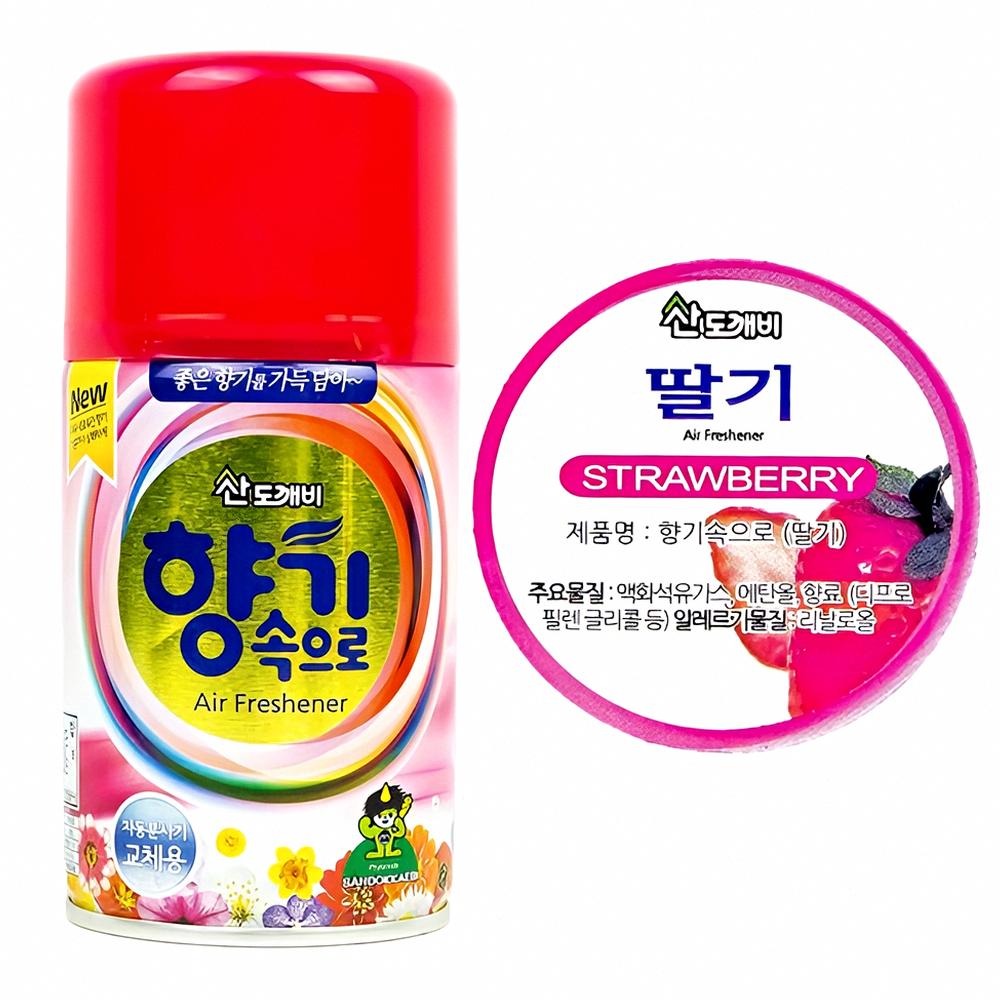 좋은 향기를 가득 담아~
New
산도깨비
향기
속으로
Air Freshener
자동분사기
교체용
SANDOKKAEBI
산도깨비
딸기
Air Freshener
STRAWBERRY
제품명 : 향기속으로 (딸기)
주요물질 : 액화석유가스, 에탄올, 향료 (디프로
필렌 글리콜 등) 알레르기물질 : 리날로올